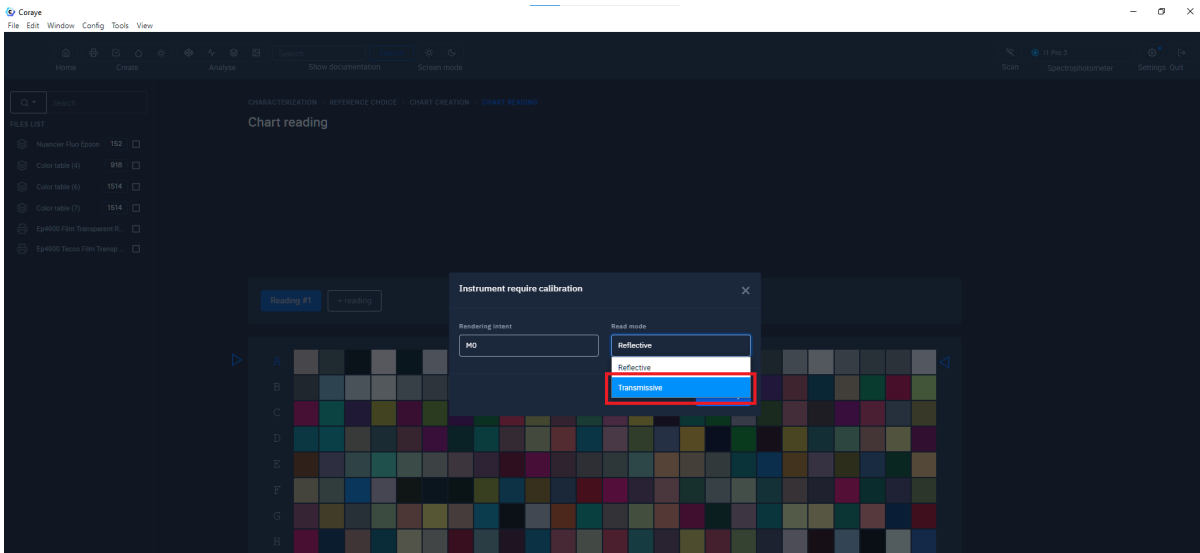 Coraye
File Edit Window Config Tools View
Home Create Analyse Search Show documentation Screen mode Scan i1 Pro 3 Spectrophotometer Settings Quit
Search
FILES LIST
Nuancier Fluo Epson 152
Color table (4) 918
Color table (6) 1514
Color table (7) 1514
Ep4900 Film Transparent R...
Ep4900 Tecco Film Transp...
CHARACTERIZATION REFERENCE CHOICE CHART CREATION CHART READING
Chart reading
Reading #1 + reading
Instrument require calibration
Rendering intent Read mode
M0 Reflective
Reflective
Transmissive
A
B
C
D
E
F
G
H